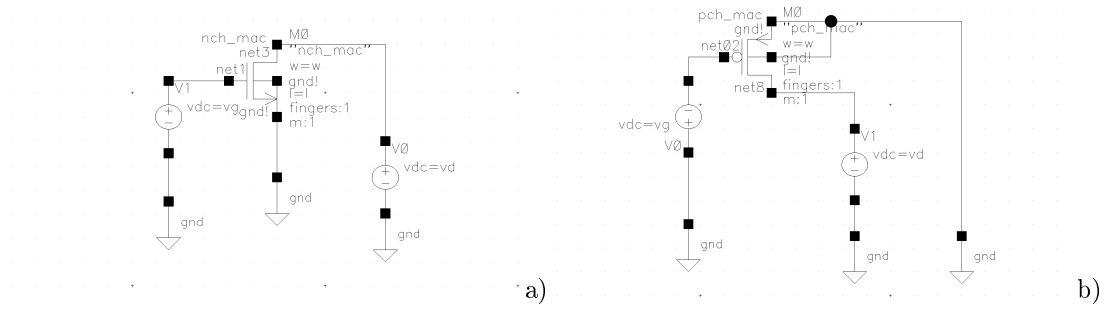 nch_mac
M0
"nch_mac"
net3
w=w
net1
gnd!
l=l
V1
fingers:1
vdc=vg
gnd!
m:1
V0
vdc=vd
gnd
gnd
gnd
a)
pch_mac
M0
gnd!
"pch_mac"
w=w
net02
gnd!
l=l
net8
fingers:1
m:1
vdc=vg
V0
V1
vdc=vd
gnd
gnd
gnd
b)